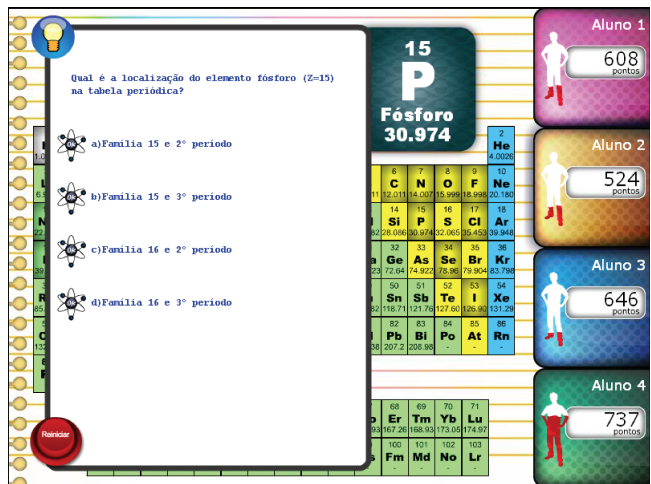 Qual é a localização do elemento fósforo (Z=15)
na tabela periódica?
a)Família 15 e 2° período
b)Família 15 e 3° período
c)Família 16 e 2° período
d)Família 16 e 3° período
Reiniciar
15
P
Fósforo
30.974
2
He
4.0026
6 7 8 9 10
C N O F Ne
12.011 14.007 15.999 18.998 20.180
14 15 16 17 18
Si P S Cl Ar
28.086 30.974 32.065 35.453 39.948
32 33 34 35 36
Ge As Se Br Kr
72.64 74.922 78.96 79.904 83.798
50 51 52 53 54
Sn Sb Te I Xe
118.71 121.76 127.60 126.90 131.29
82 83 84 85 86
Pb Bi Po At Rn
207.2 208.98 - - -
68 69 70 71
Er Tm Yb Lu
167.26 168.93 173.05 174.97
100 101 102 103
Fm Md No Lr
- - - -
Aluno 1
608
pontos
Aluno 2
524
pontos
Aluno 3
646
pontos
Aluno 4
737
pontos